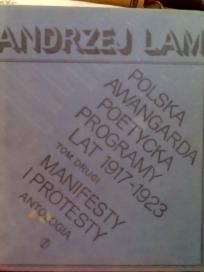 ANDRZEJ LAM
POLSKA
AWANGARDA
POETYCKA
PROGRAMY
LAT 1917-1923
TOM DRUGI
MANIFESTY
I PROTESTY
ANTOLOGIA